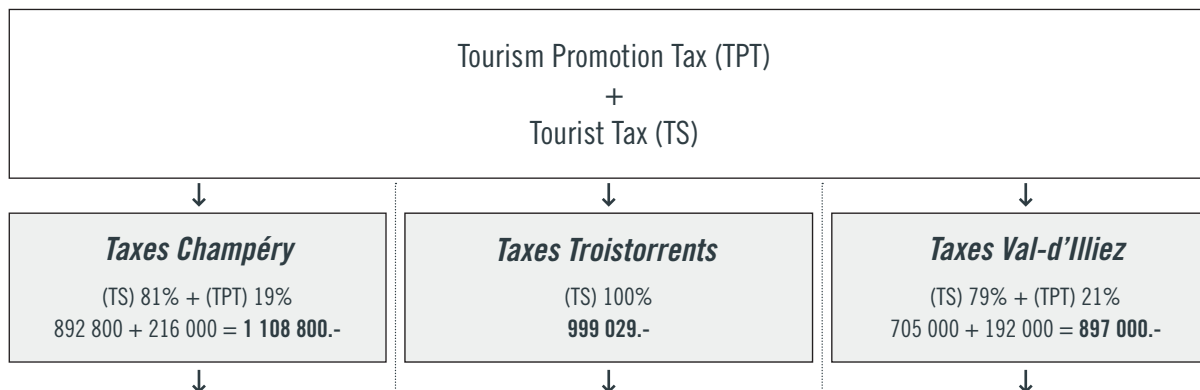 Tourism Promotion Tax (TPT)
+
Tourist Tax (TS)
Taxes Champéry
(TS) 81% + (TPT) 19%
892 800 + 216 000 = 1 108 800.-
Taxes Troistorrents
(TS) 100%
999 029.-
Taxes Val-d'Illiez
(TS) 79% + (TPT) 21%
705 000 + 192 000 = 897 000.-